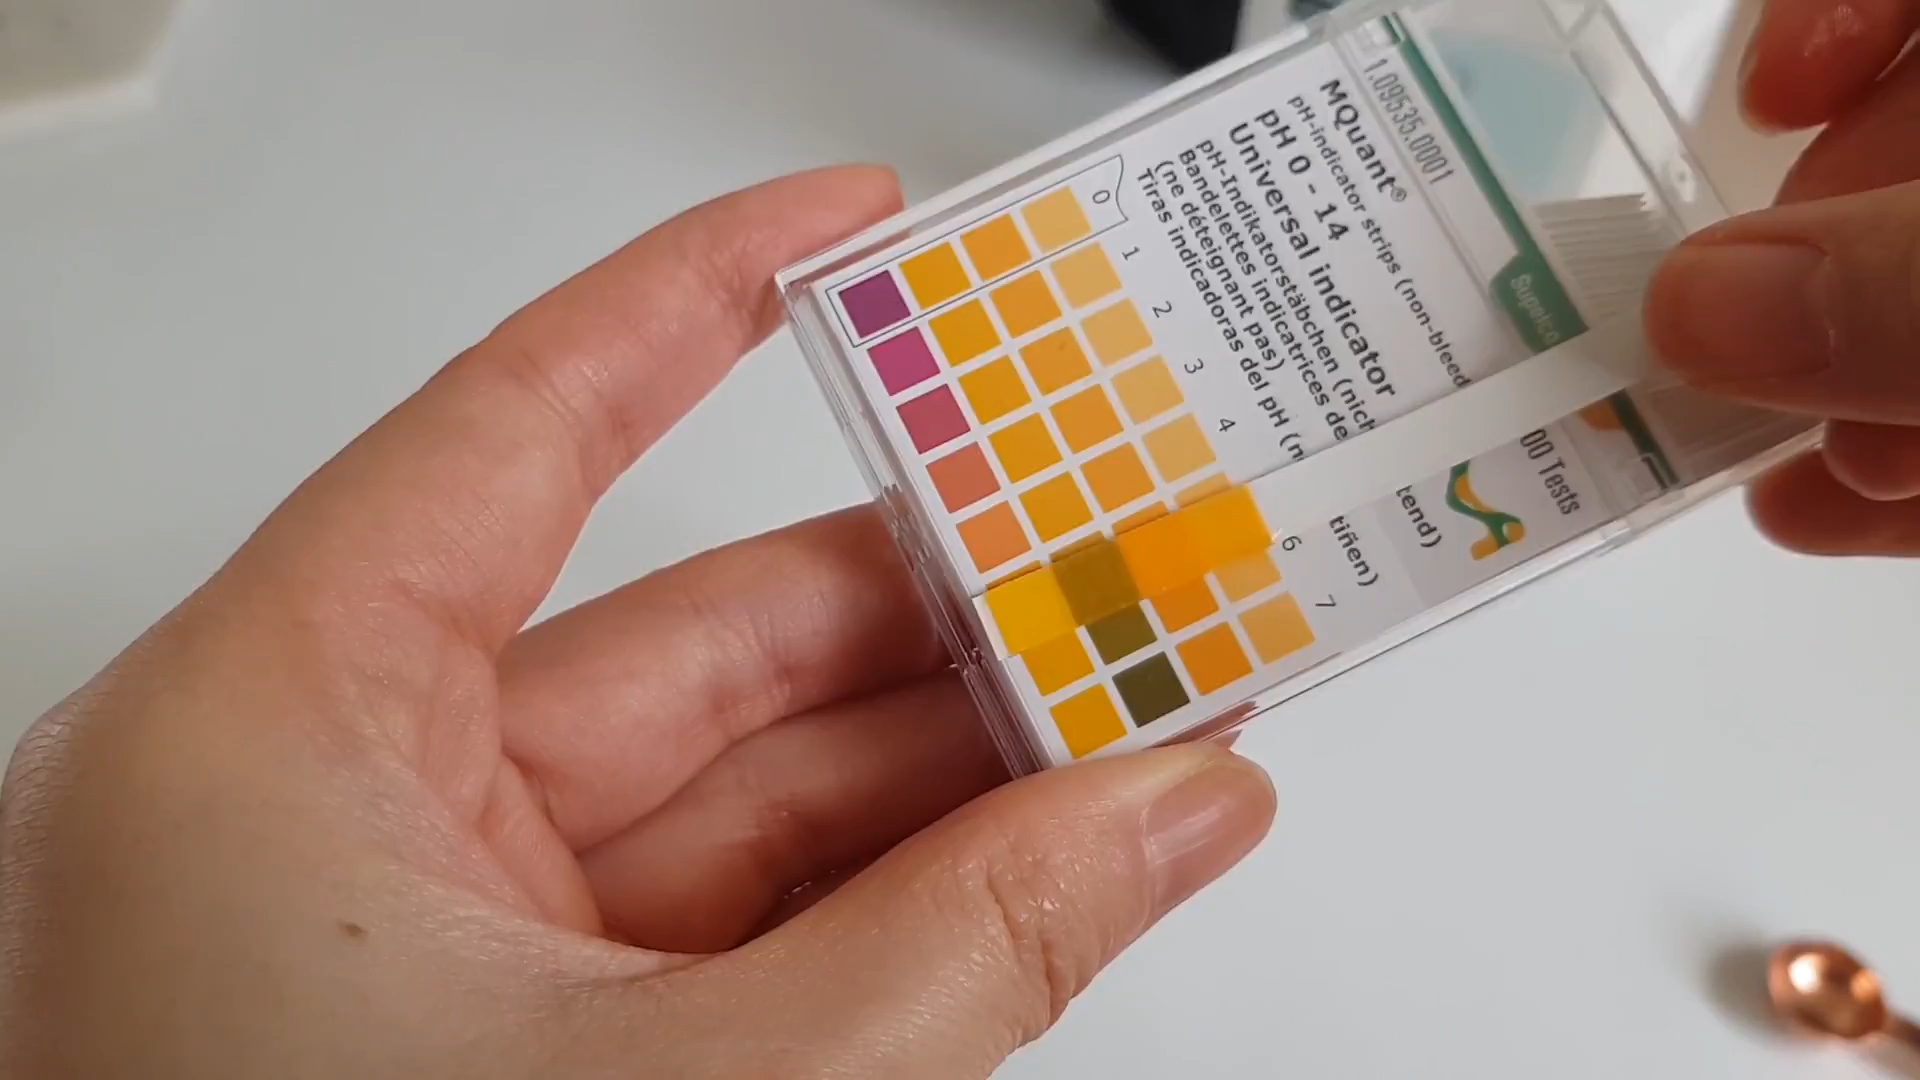 1.09535.0001
MQuant®
pH-indicator strips (non-bleed
pH 0 - 14
Universal indicator
pH-Indikatorstäbchen (nich
Bandelettes indicatrices de
(ne déteignant pas)
Tiras indicadoras del pH (n
tend)
tiñen)
Supelco
00 Tests
0
1
2
3
4
6
7